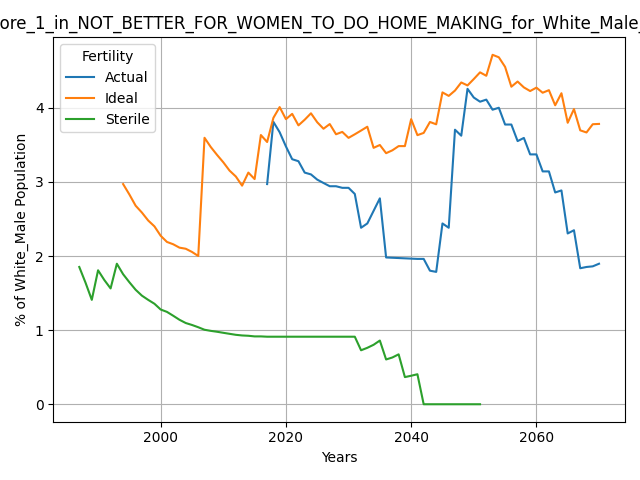 ore_1_in_NOT_BETTER_FOR_WOMEN_TO_DO_HOME_MAKING_for_White_Male_
Fertility
Actual
Ideal
Sterile
% of White_Male Population
4
3
2
1
0
2000 2020 2040 2060
Years